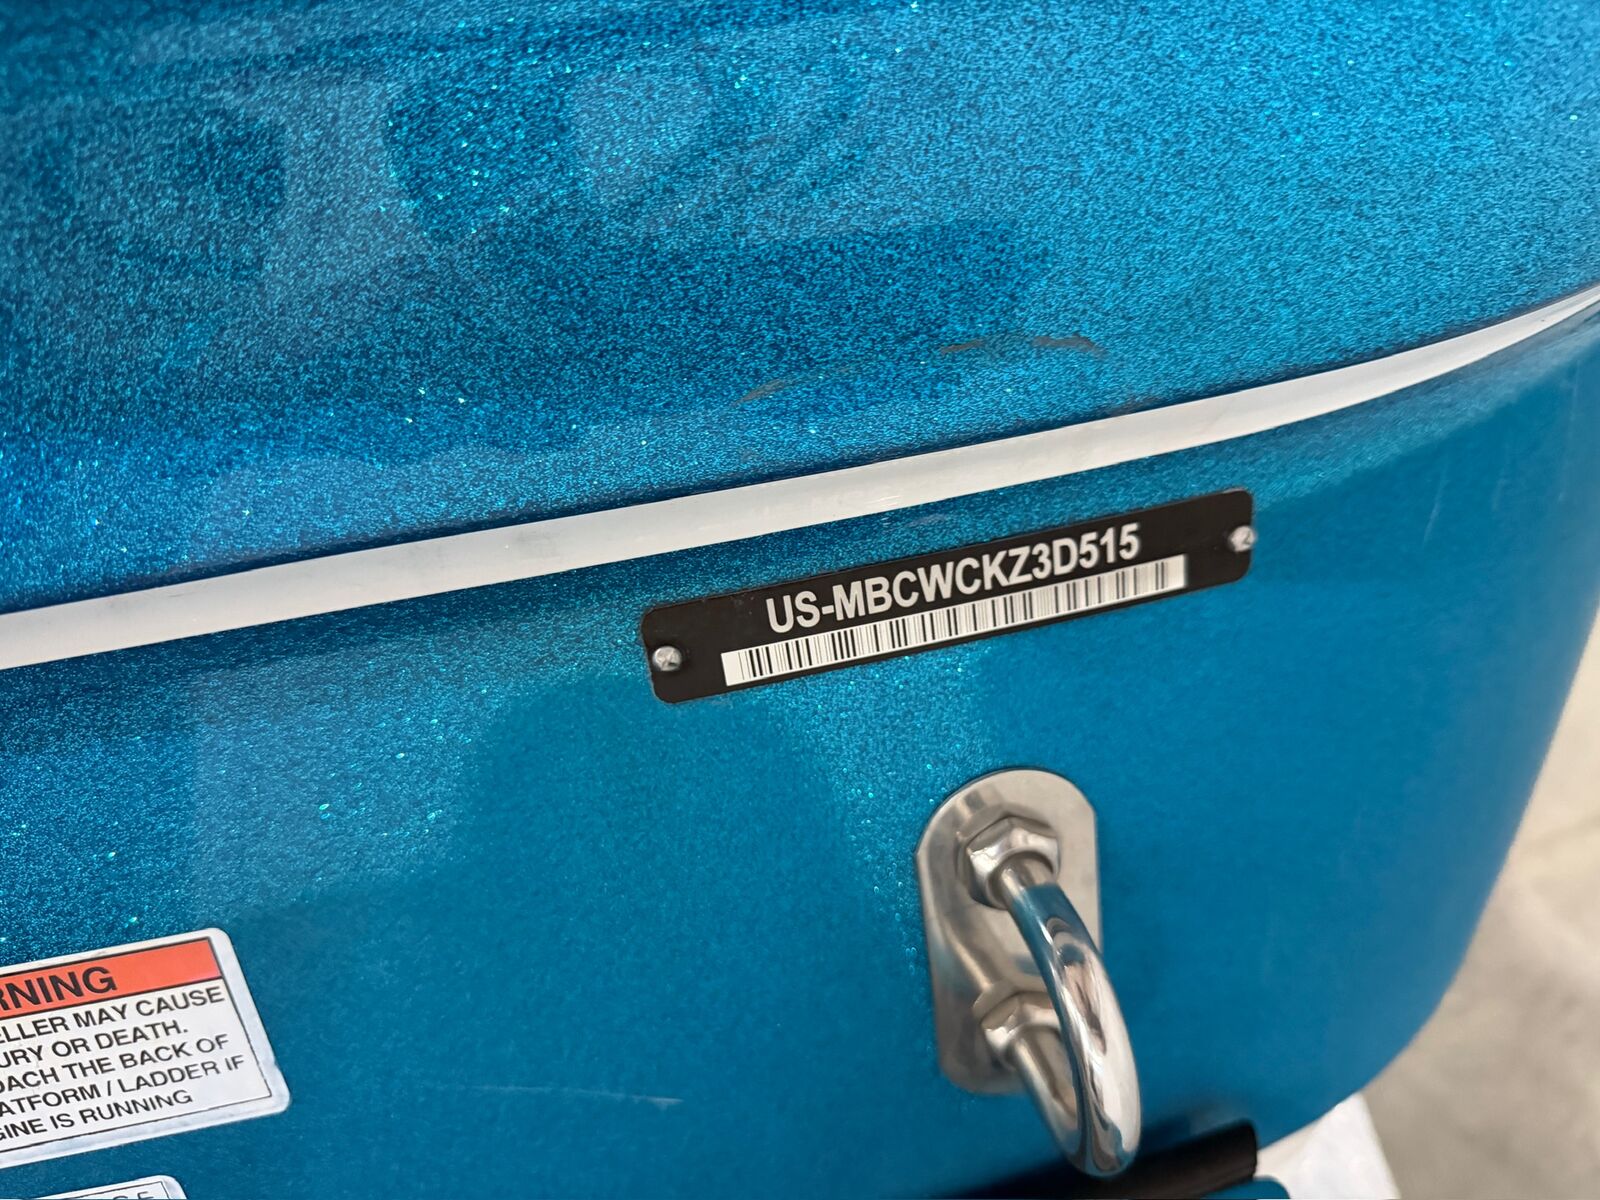 US-MBCWCKZ3D515
RNING
ELLER MAY CAUSE
URY OR DEATH.
OACH THE BACK OF
ATFORM / LADDER IF
GINE IS RUNNING